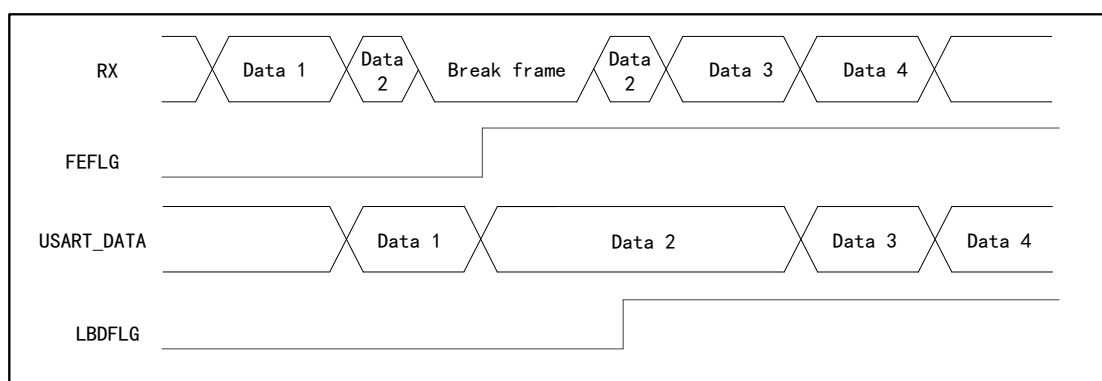 RX
Data 1
Data
2
Break frame
Data
2
Data 3
Data 4
FEFLG
USART_DATA
Data 1
Data 2
Data 3
Data 4
LBDFLG